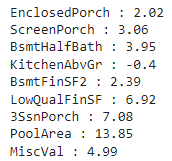 EnclosedPorch : 2.02
ScreenPorch : 3.06
BsmtHalfBath : 3.95
KitchenAbvGr : -0.4
BsmtFinSF2 : 2.39
LowQualFinSF : 6.92
3SsnPorch : 7.08
PoolArea : 13.85
MiscVal : 4.99